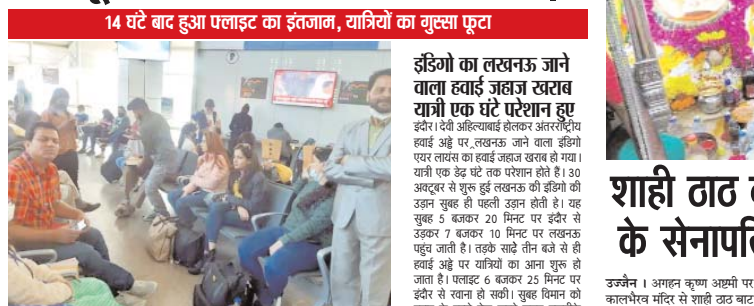 14 घंटे बाद हुआ फ्लाइट का इंतजाम, यात्रियों का गुस्सा फूटा
इंडिगो का लखनऊ जाने
वाला हवाई जहाज खराब
यात्री एक घंटे परेशान हुए
इंदौर। देवी अहिल्याबाई होलकर अंतरराष्ट्रीय
हवाई अड्डे पर लखनऊ जाने वाला इंडिगो
एयर लायंस का हवाई जहाज खराब हो गया।
यात्री एक डेढ़ घंटे तक परेशान होते हैं। 30
अक्टूबर से शुरू हुई लखनऊ की इंडिगो की
उड़ान सुबह ही पहली उड़ान होती हे। यह
सुबह 5 बजकर 20 मिनट पर इंदौर से
उड़कर 7 बजकर 10 मिनट पर लखनऊ
पहुंच जाती है। तड़के साढ़े तीन बजे से ही
हवाई अड्डे पर यात्रियों का आना शुरू हो
जाता है। फ्लाइट 6 बजकर 25 मिनट पर
इंदौर से रवाना हो सकी। सुबह विमान को
शाही ठाठ
के सेनापति
उज्जैन । अगहन कृष्ण अष्टमी पर
कालभैरव मंदिर से शाही ठाठ बाट